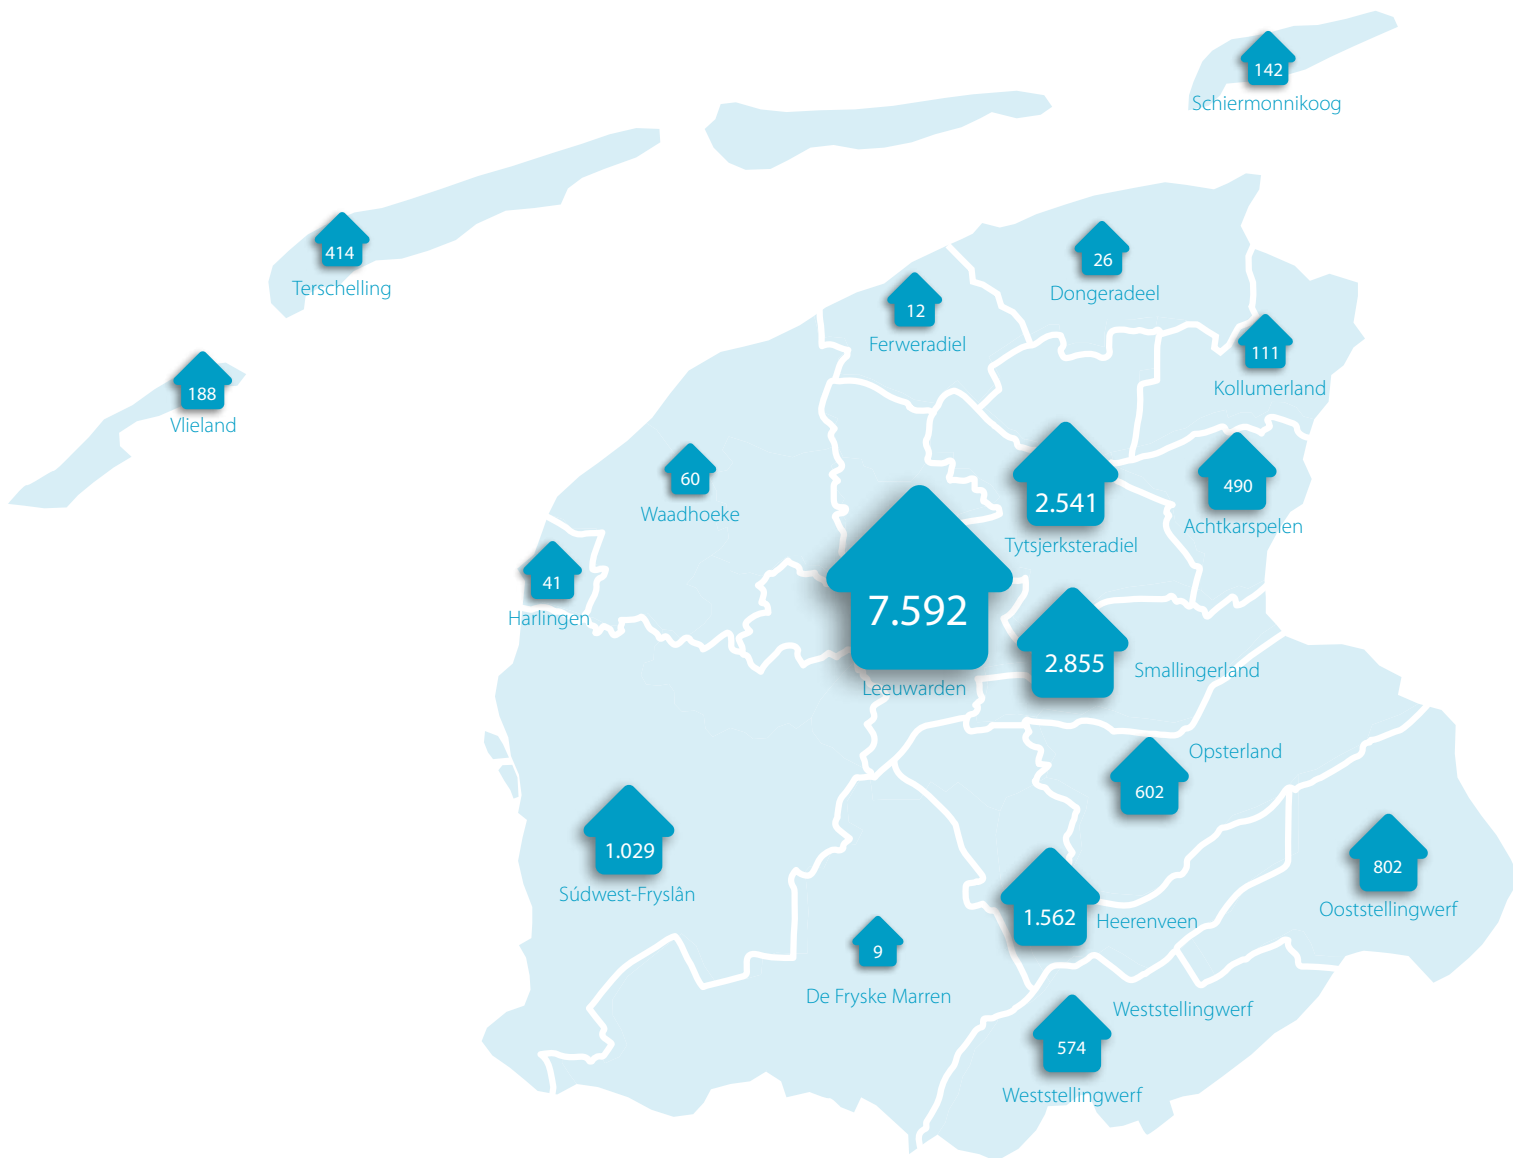 142
Schiermonnikoog
414
Terschelling
26
Dongeradeel
12
Ferweradiel
111
Kollumerland
188
Vlieland
60
Waadhoeke
2.541
Tytsjerksteradiel
490
Achtkarspelen
41
Harlingen
7.592
Leeuwarden
2.855
Smallingerland
Opsterland
602
1.029
Súdwest-Fryslân
802
Ooststellingwerf
1.562
Heerenveen
9
De Fryske Marren
Weststellingwerf
574
Weststellingwerf